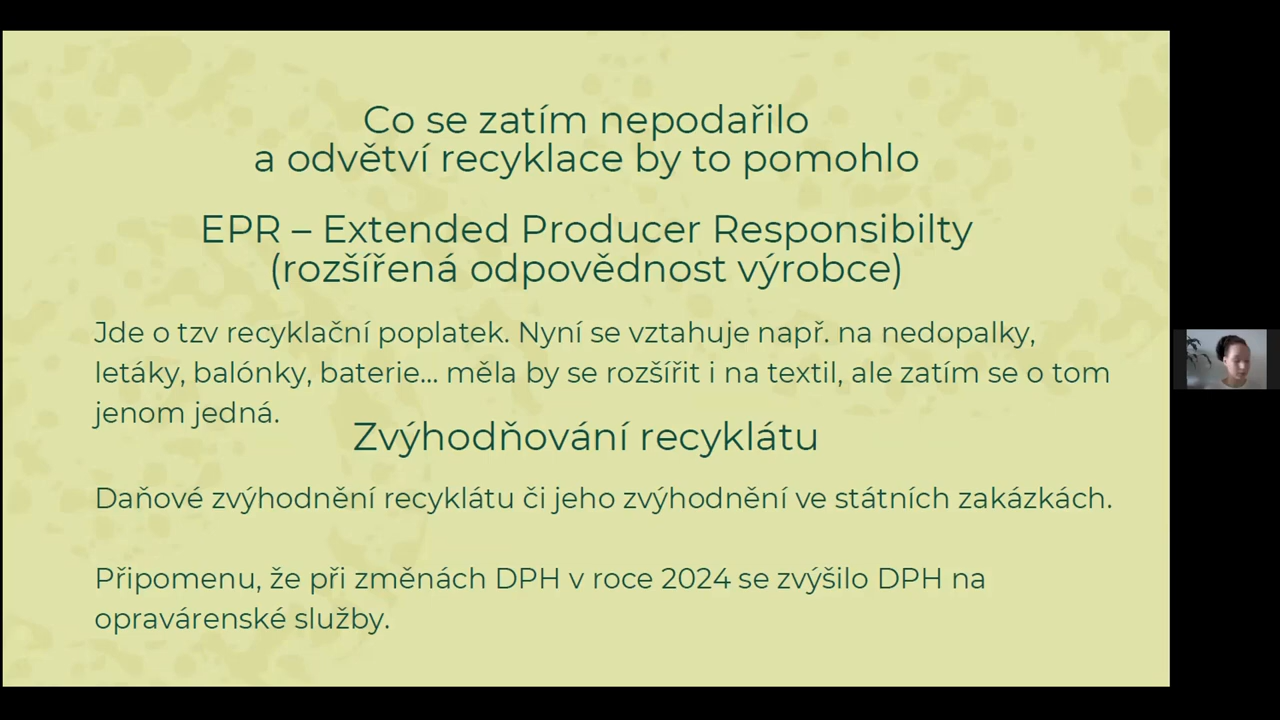 Co se zatím nepodařilo
a odvětví recyklace by to pomohlo
EPR – Extended Producer Responsibilty
(rozšířená odpovědnost výrobce)
Jde o tzv recyklační poplatek. Nyní se vztahuje např. na nedopalky,
letáky, balónky, baterie... měla by se rozšířit i na textil, ale zatím se o tom
jenom jedná.
Zvýhodňování recyklátu
Daňové zvýhodnění recyklátu či jeho zvýhodnění ve státních zakázkách.
Připomenu, že při změnách DPH v roce 2024 se zvýšilo DPH na
opravárenské služby.